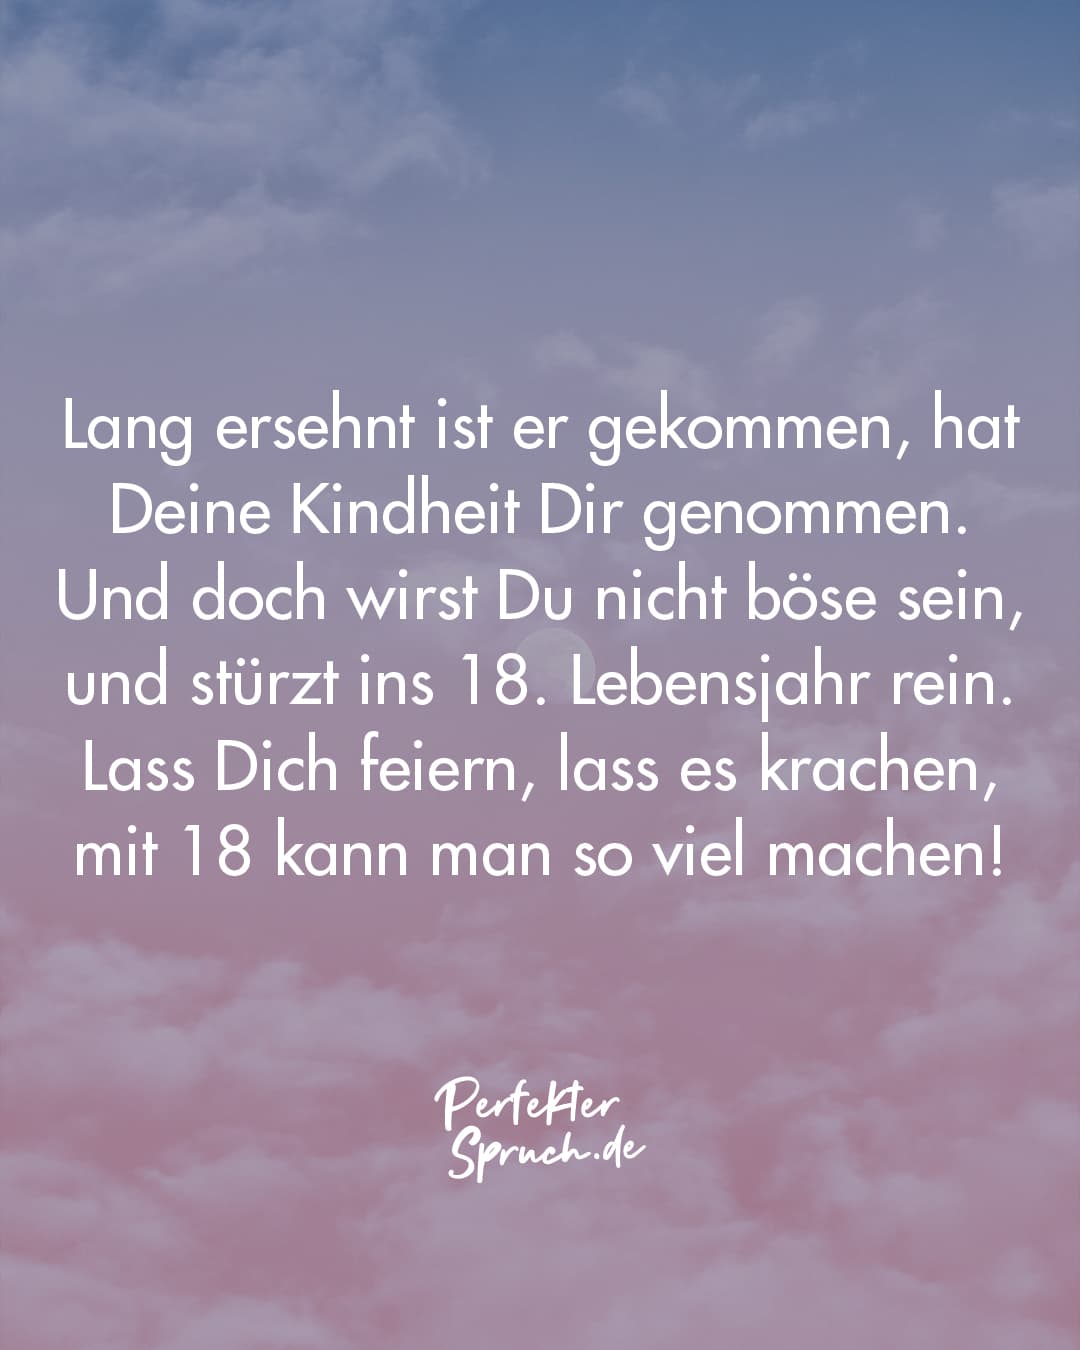 Lang ersehnt ist er gekommen, hat
Deine Kindheit Dir genommen.
Und doch wirst Du nicht böse sein,
und stürzt ins 18. Lebensjahr rein.
Lass Dich feiern, lass es krachen,
mit 18 kann man so viel machen!
Perfekter
Spruch.de